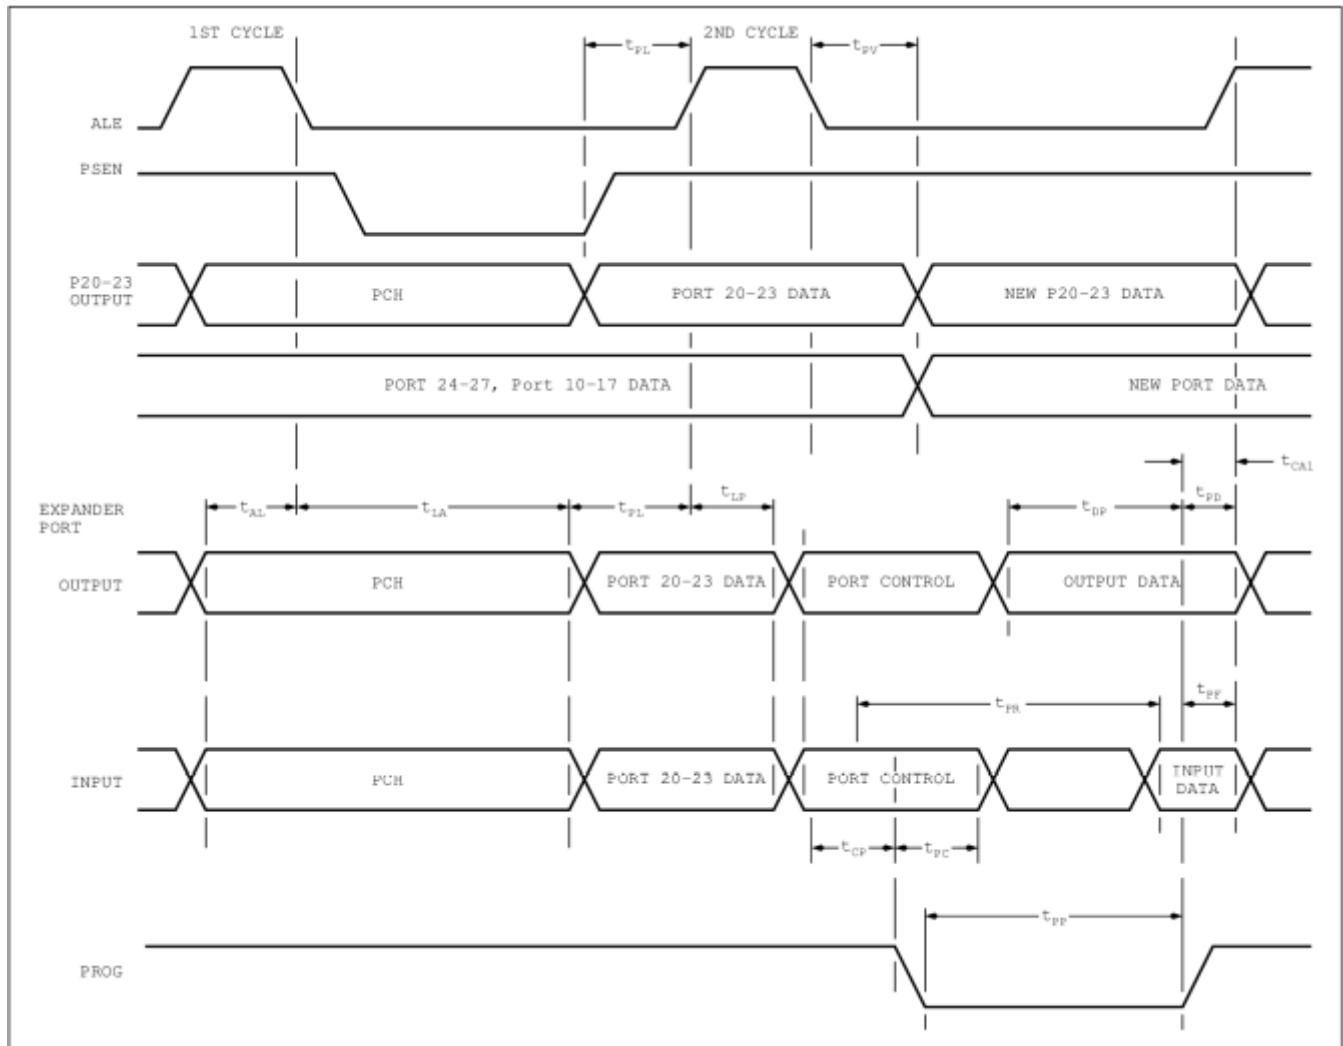 1ST CYCLE
2ND CYCLE
tPL
tPV
ALE
PSEN
P20-23
OUTPUT
PCH
PORT 20-23 DATA
NEW P20-23 DATA
PORT 24-27, Port 10-17 DATA
NEW PORT DATA
tCA1
EXPANDER
PORT
tAL
tLA
tPL
tLP
tDP
tPD
OUTPUT
PCH
PORT 20-23 DATA
PORT CONTROL
OUTPUT DATA
tPR
tPF
INPUT
PCH
PORT 20-23 DATA
PORT CONTROL
INPUT
DATA
tCP
tPC
tPP
PROG